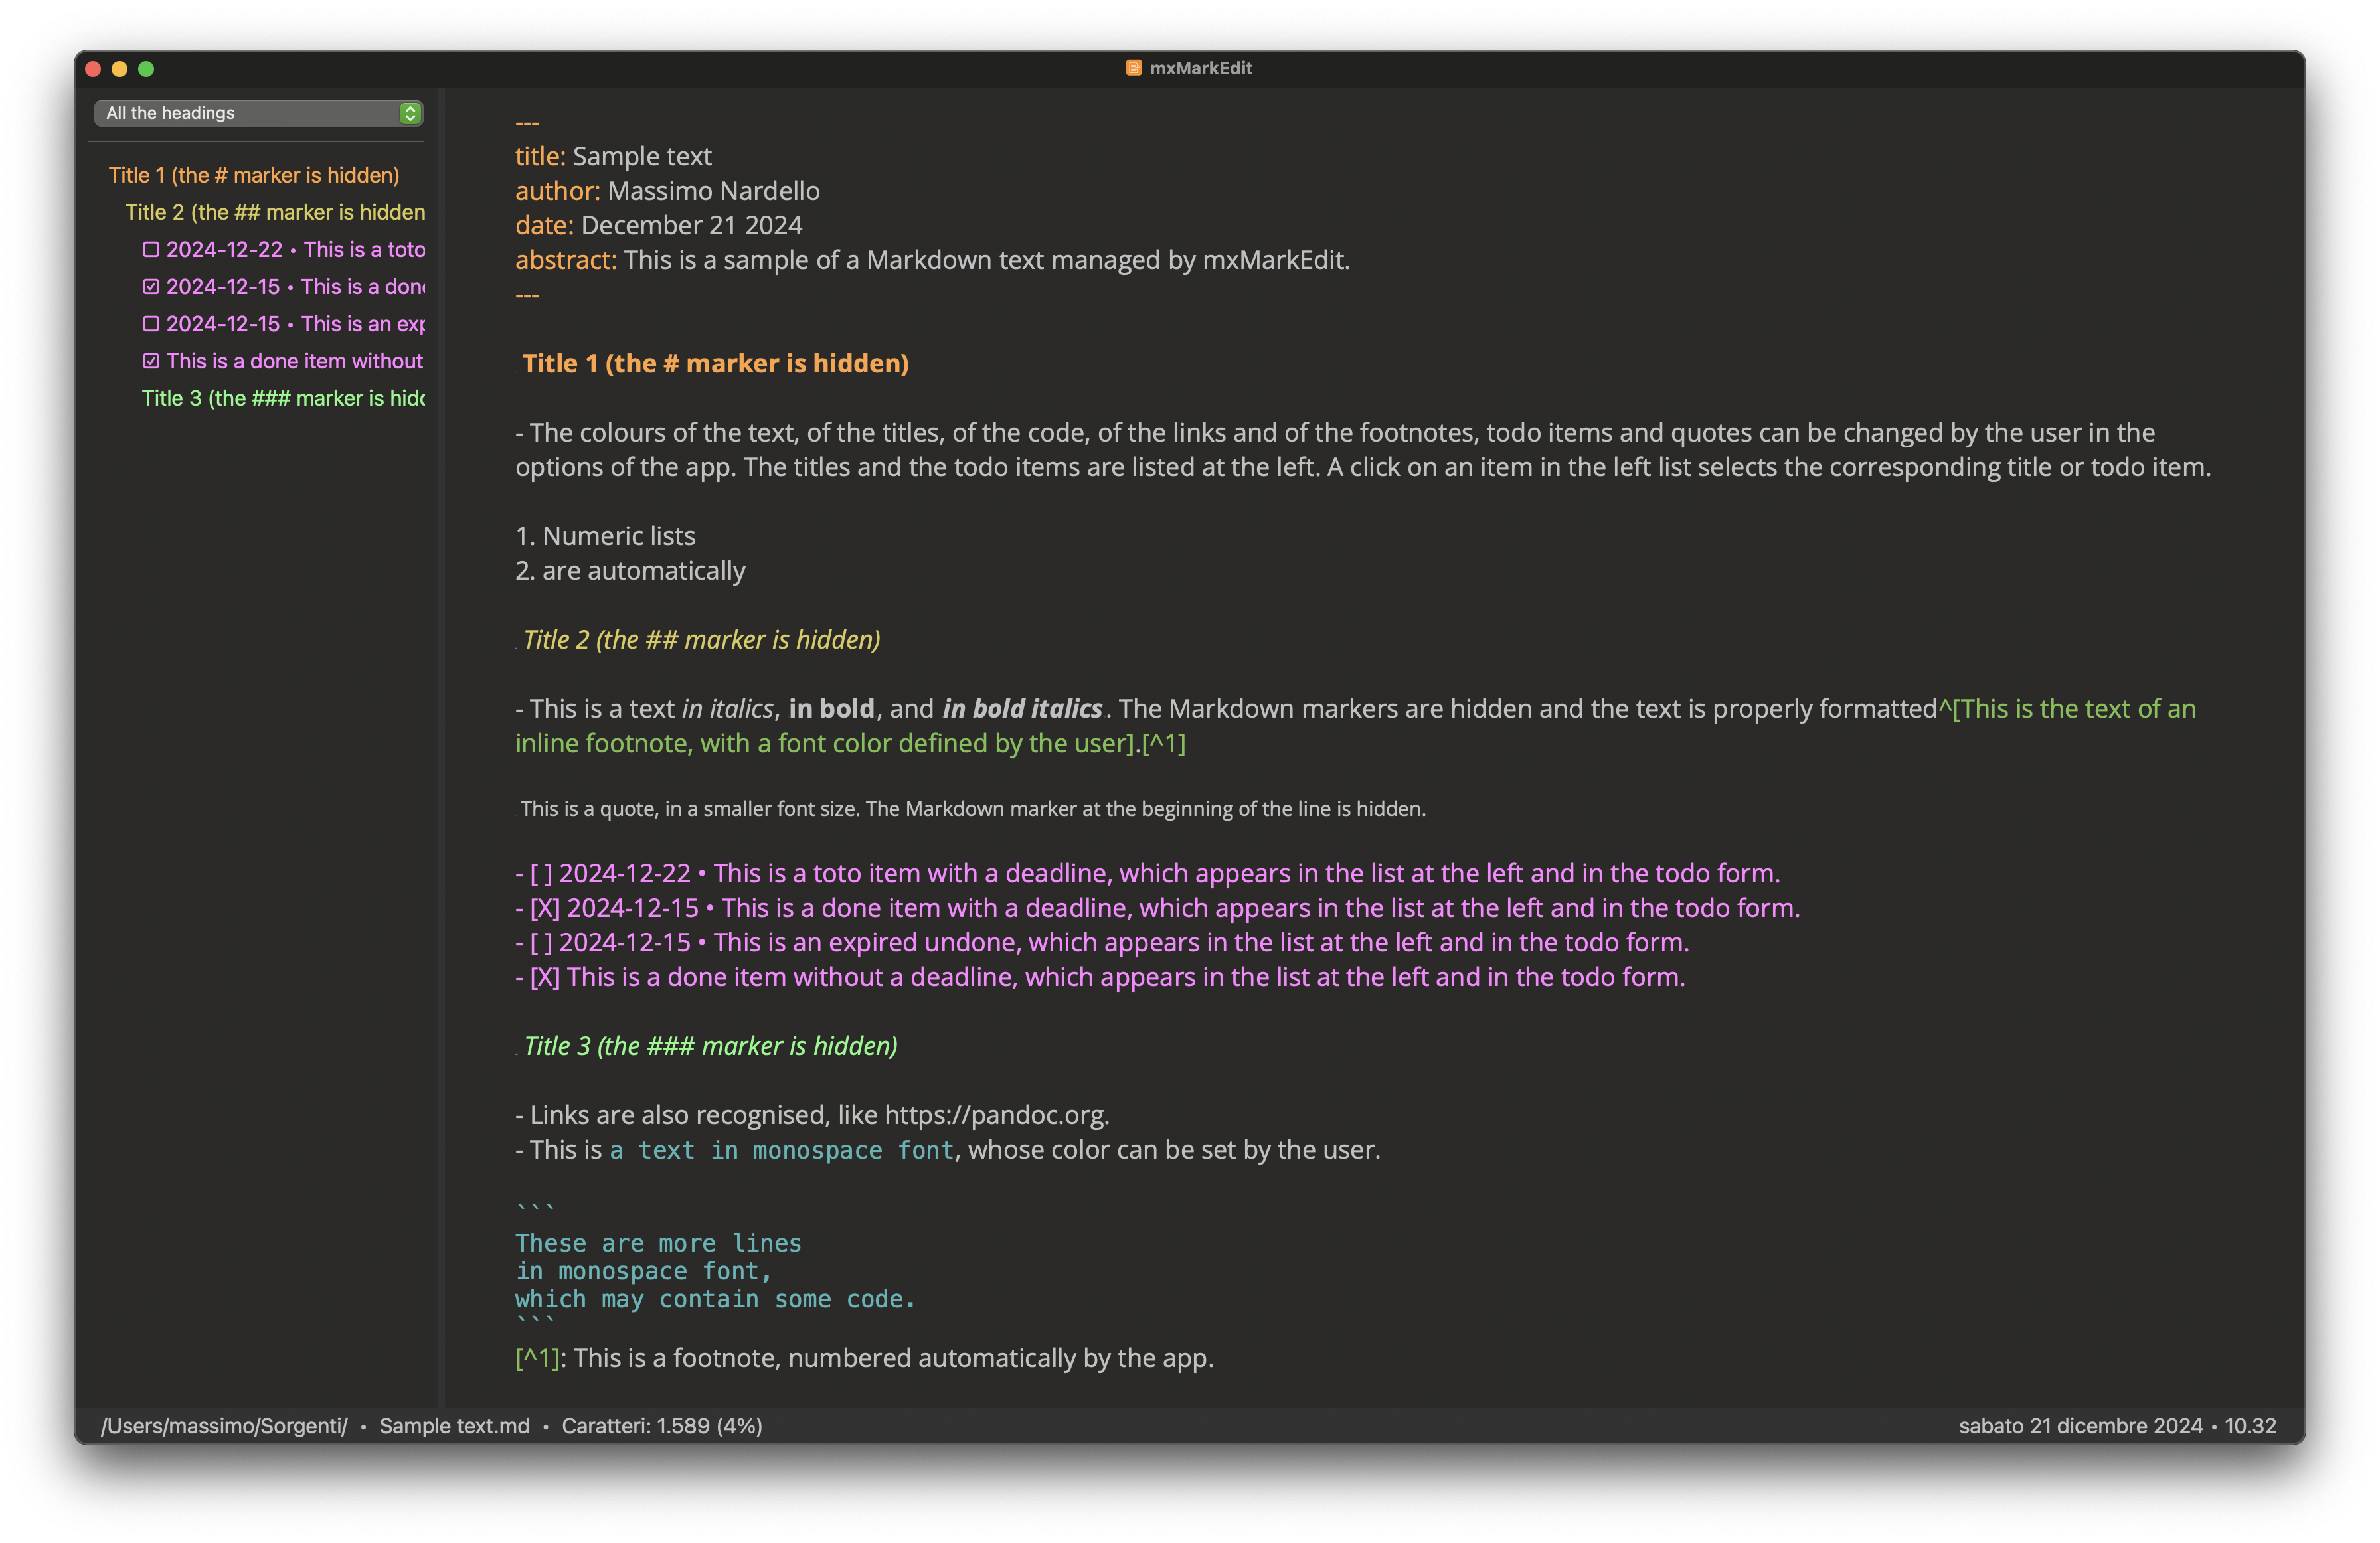 mxMarkEdit
All the headings
Title 1 (the # marker is hidden)
Title 2 (the ## marker is hidden
2024-12-22 • This is a toto
2024-12-15 • This is a done
2024-12-15 • This is an exp
This is a done item without
Title 3 (the ### marker is hidd
---
title: Sample text
author: Massimo Nardello
date: December 21 2024
abstract: This is a sample of a Markdown text managed by mxMarkEdit.
---
Title 1 (the # marker is hidden)
- The colours of the text, of the titles, of the code, of the links and of the footnotes, todo items and quotes can be changed by the user in the
options of the app. The titles and the todo items are listed at the left. A click on an item in the left list selects the corresponding title or todo item.
1. Numeric lists
2. are automatically
Title 2 (the ## marker is hidden)
- This is a text in italics, in bold, and in bold italics. The Markdown markers are hidden and the text is properly formatted^[This is the text of an
inline footnote, with a font color defined by the user].[^1]
This is a quote, in a smaller font size. The Markdown marker at the beginning of the line is hidden.
- [ ] 2024-12-22 • This is a toto item with a deadline, which appears in the list at the left and in the todo form.
- [X] 2024-12-15 • This is a done item with a deadline, which appears in the list at the left and in the todo form.
- [ ] 2024-12-15 • This is an expired undone, which appears in the list at the left and in the todo form.
- [X] This is a done item without a deadline, which appears in the list at the left and in the todo form.
Title 3 (the ### marker is hidden)
- Links are also recognised, like https://pandoc.org.
- This is a text in monospace font, whose color can be set by the user.
```
These are more lines
in monospace font,
which may contain some code.
```
[^1]: This is a footnote, numbered automatically by the app.
/Users/massimo/Sorgenti/ • Sample text.md • Caratteri: 1.589 (4%)
sabato 21 dicembre 2024 • 10.32